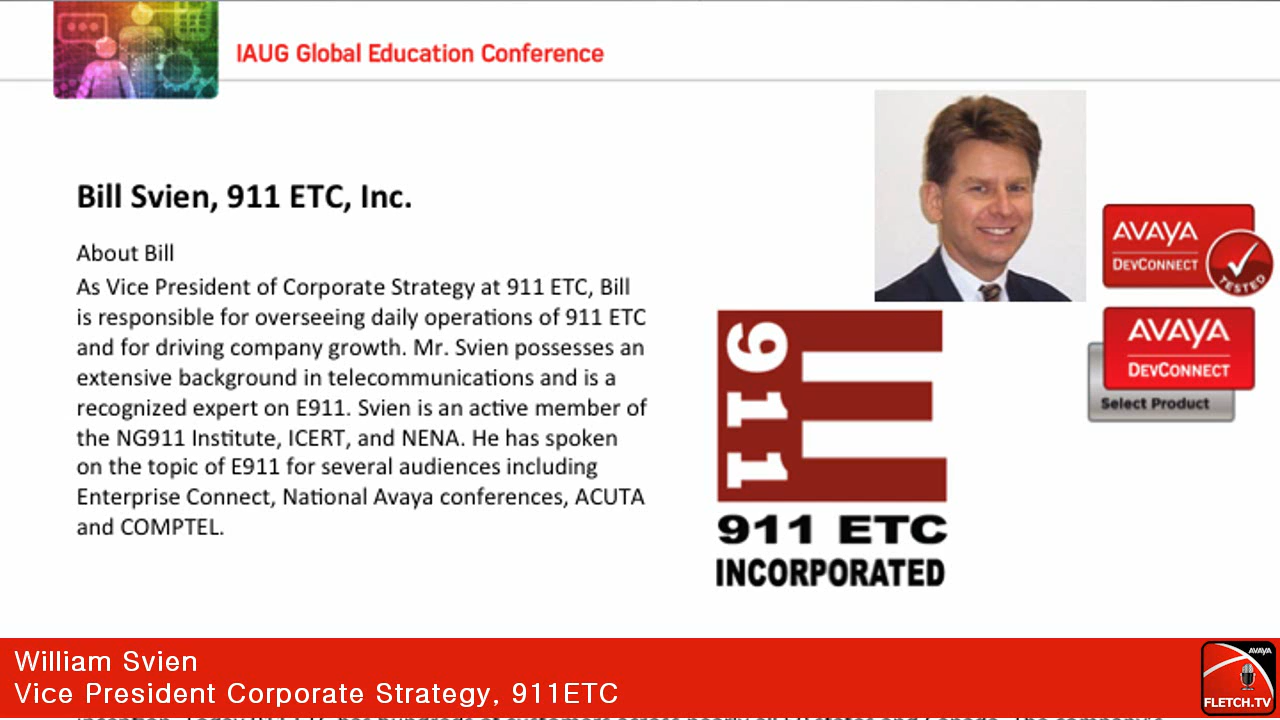 IAUG Global Education Conference
Bill Svien, 911 ETC, Inc.
About Bill
As Vice President of Corporate Strategy at 911 ETC, Bill
is responsible for overseeing daily operations of 911 ETC
and for driving company growth. Mr. Svien possesses an
extensive background in telecommunications and is a
recognized expert on E911. Svien is an active member of
the NG911 Institute, ICERT, and NENA. He has spoken
on the topic of E911 for several audiences including
Enterprise Connect, National Avaya conferences, ACUTA
and COMPTEL.
AVAYA
DEVCONNECT
TESTED
AVAYA
DEVCONNECT
Select Product
911
E
911 ETC
INCORPORATED
William Svien
Vice President Corporate Strategy, 911ETC
AVAYA
FLETCH.TV